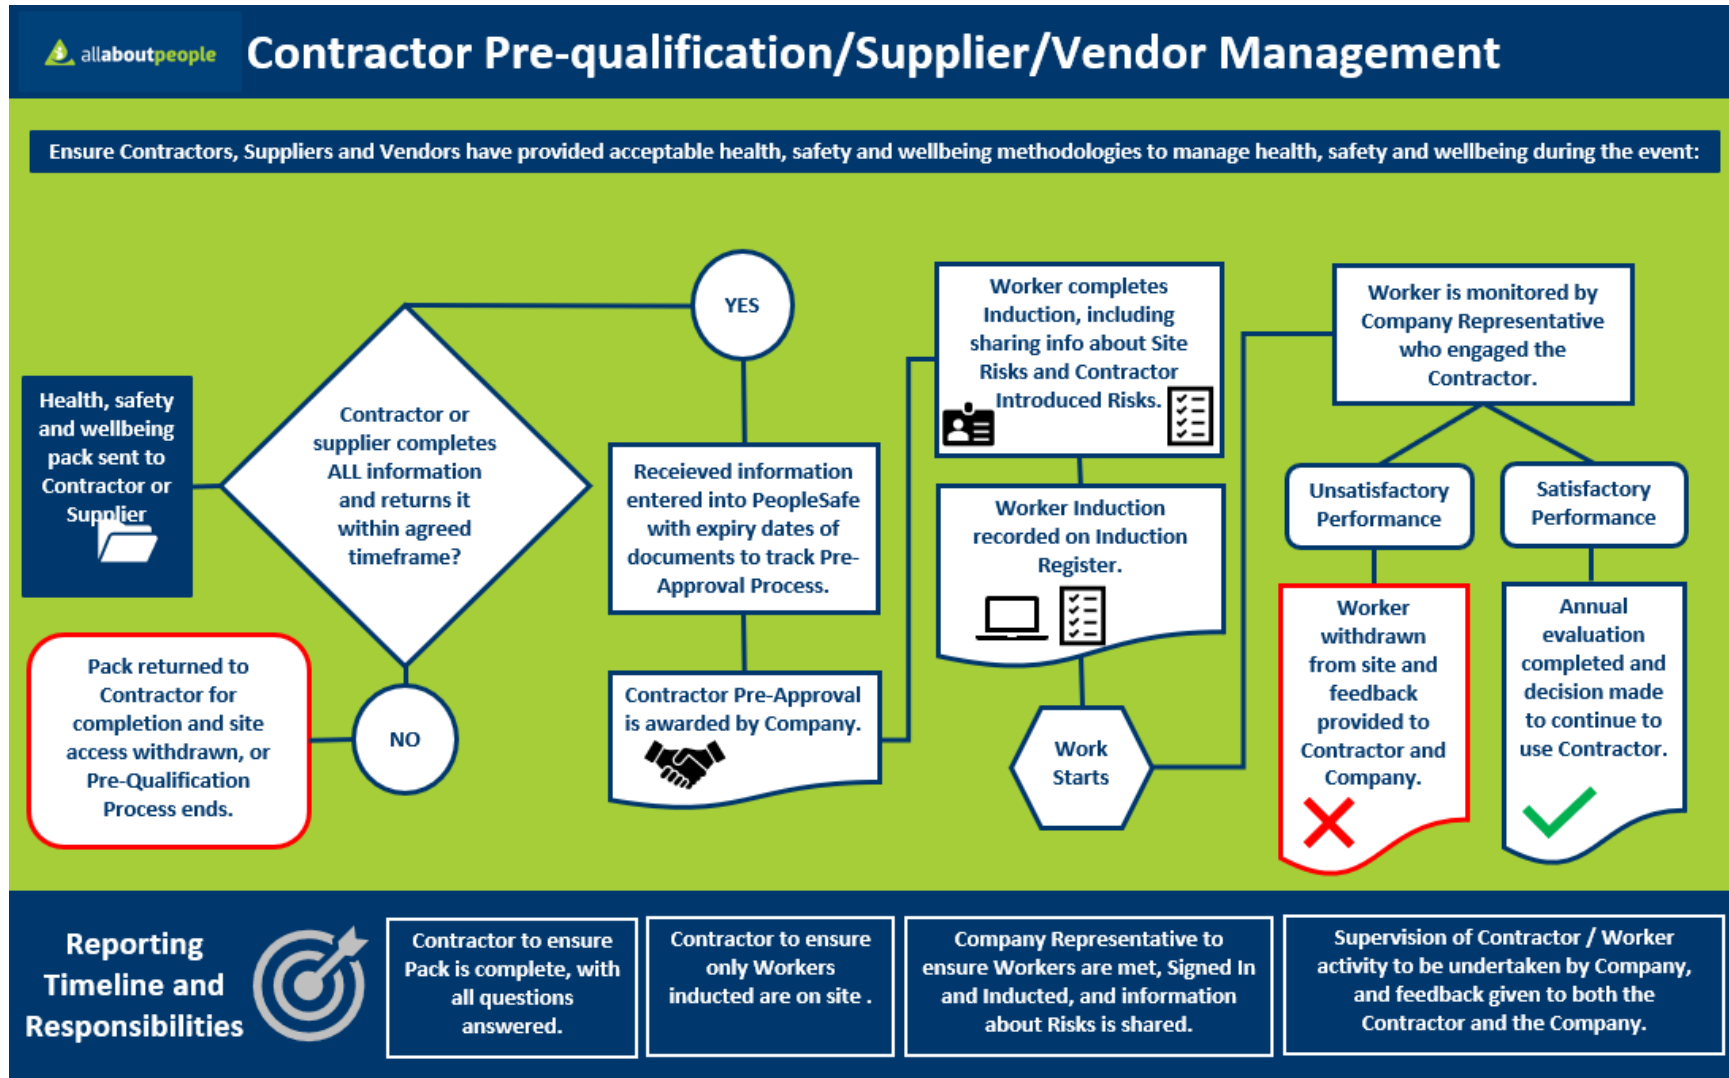 allaboutpeople
Contractor Pre-qualification/Supplier/Vendor Management
Ensure Contractors, Suppliers and Vendors have provided acceptable health, safety and wellbeing methodologies to manage health, safety and wellbeing during the event:
Health, safety
and wellbeing
pack sent to
Contractor or
Supplier
Contractor or
supplier completes
ALL information
and returns it
within agreed
timeframe?
YES
NO
Pack returned to
Contractor for
completion and site
access withdrawn, or
Pre-Qualification
Process ends.
Receieved information
entered into PeopleSafe
with expiry dates of
documents to track Pre-
Approval Process.
Contractor Pre-Approval
is awarded by Company.
Worker completes
Induction, including
sharing info about Site
Risks and Contractor
Introduced Risks.
Worker Induction
recorded on Induction
Register.
Work
Starts
Worker is monitored by
Company Representative
who engaged the
Contractor.
Unsatisfactory
Performance
Satisfactory
Performance
Worker
withdrawn
from site and
feedback
provided to
Contractor and
Company.
Annual
evaluation
completed and
decision made
to continue to
use Contractor.
Reporting
Timeline and
Responsibilities
Contractor to ensure
Pack is complete, with
all questions
answered.
Contractor to ensure
only Workers
inducted are on site .
Company Representative to
ensure Workers are met, Signed In
and Inducted, and information
about Risks is shared.
Supervision of Contractor / Worker
activity to be undertaken by Company,
and feedback given to both the
Contractor and the Company.